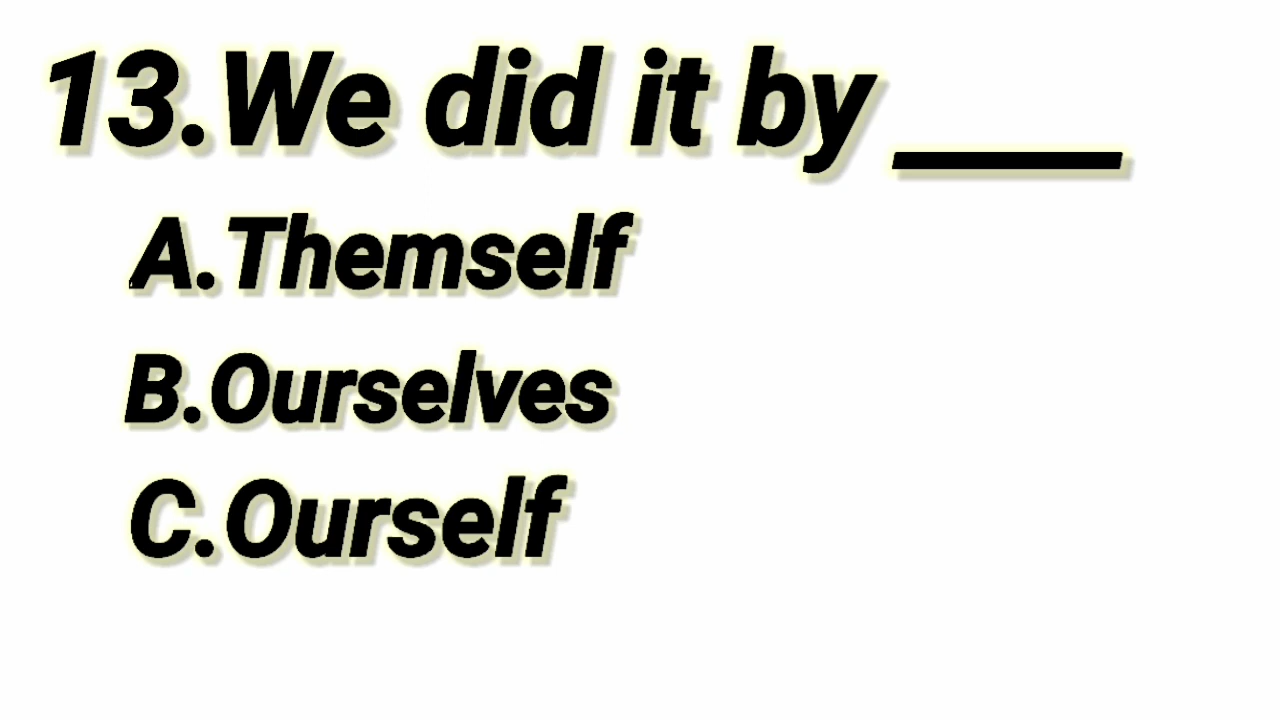 13.We did it by ____
A.Themself
B.Ourselves
C.Ourself